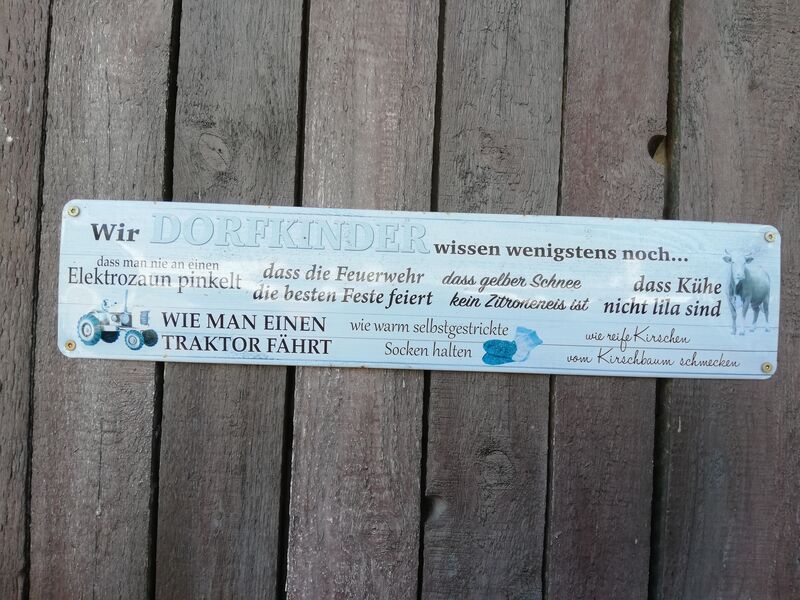 Wir DORFKINDER wissen wenigstens noch...
dass man nie an einen
Elektrozaun pinkelt
dass die Feuerwehr
die besten Feste feiert
dass gelber Schnee
kein Zitroneneis ist
dass Kühe
nicht lila sind
WIE MAN EINEN
TRAKTOR FÄHRT
wie warm selbstgestrickte
Socken halten
wie reife Kirschen
vom Kirschbaum schmecken